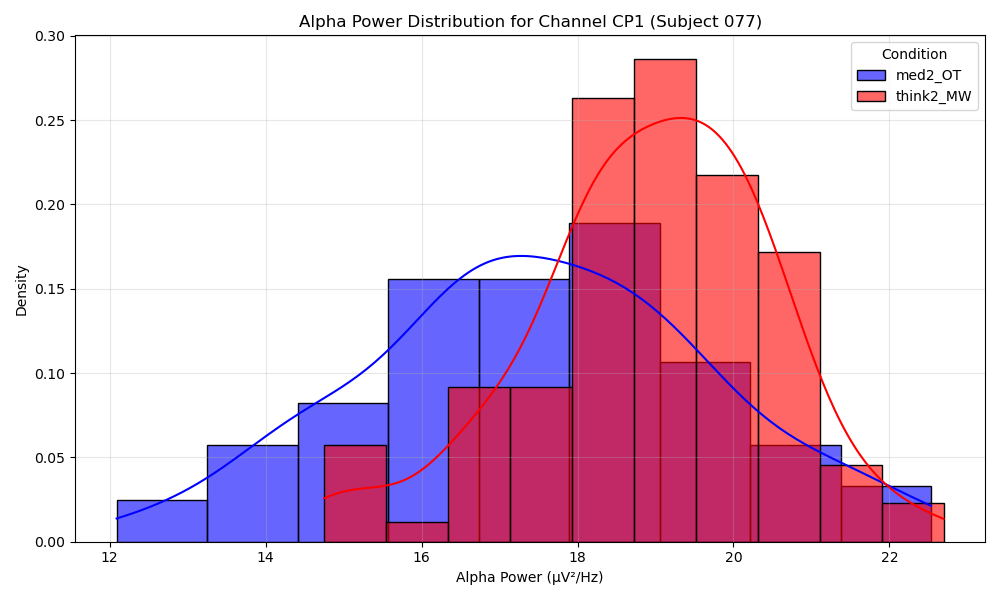 Alpha Power Distribution for Channel CP1 (Subject 077)
Condition
med2_OT
think2_MW
0.30
0.25
0.20
0.15
0.10
0.05
0.00
Density
12 14 16 18 20 22
Alpha Power (µV²/Hz)